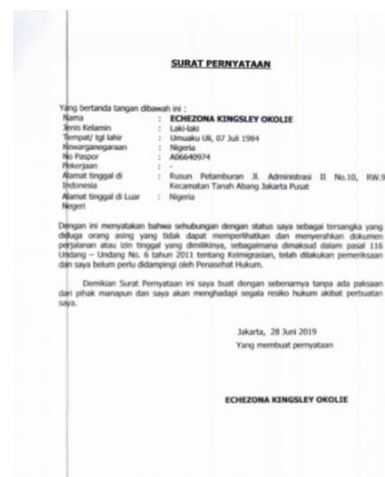 SURAT PERNYATAAN
Yang bertanda tangan dibawah ini :
Nama : ECHEZONA KINGSLEY OKOLIE
Jenis Kelamin : Laki-laki
Tempat/ tgl lahir : Umuaku Uli, 07 Juli 1984
Kewarganegaraan : Nigeria
No Paspor : A06640974
Pekerjaan : -
Alamat tinggal di : Rusun Petamburan Jl. Administrasi II No.10, RW.9
Indonesia Kecamatan Tanah Abang Jakarta Pusat
Alamat tinggal di Luar : Nigeria
Negeri
Dengan ini menyatakan bahwa sehubungan dengan status saya sebagai tersangka yang
diduga orang asing yang tidak dapat memperlihatkan dan menyerahkan dokumen
perjalanan atau izin tinggal yang dimilikinya, sebagaimana dimaksud dalam pasal 116
Undang – Undang No. 6 tahun 2011 tentang Keimigrasian, telah dilakukan pemeriksaan
dan saya belum perlu didampingi oleh Penasehat Hukum.
Demikian Surat Pernyataan ini saya buat dengan sebenarnya tanpa ada paksaan
dari pihak manapun dan saya akan menghadapi segala resiko hukum akibat perbuatan
saya.
Jakarta, 28 Juni 2019
Yang membuat pernyataan
ECHEZONA KINGSLEY OKOLIE